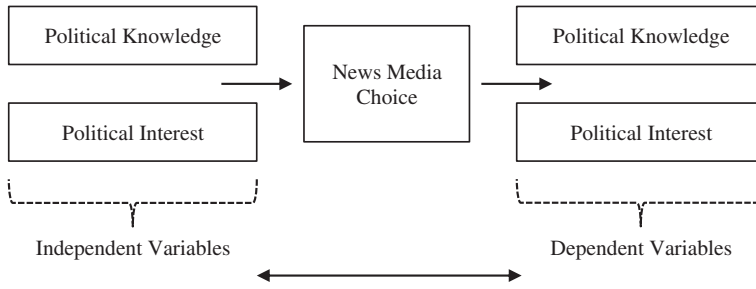 Political Knowledge
Political Interest
News Media
Choice
Political Knowledge
Political Interest
Independent Variables
Dependent Variables